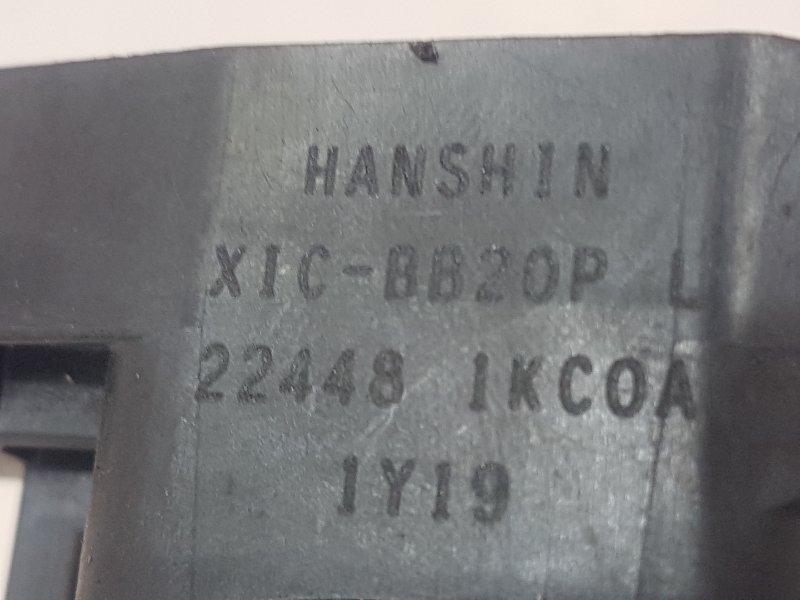 HANSHIN
XIC-BB20P L
22448 1KC0A
1Y19